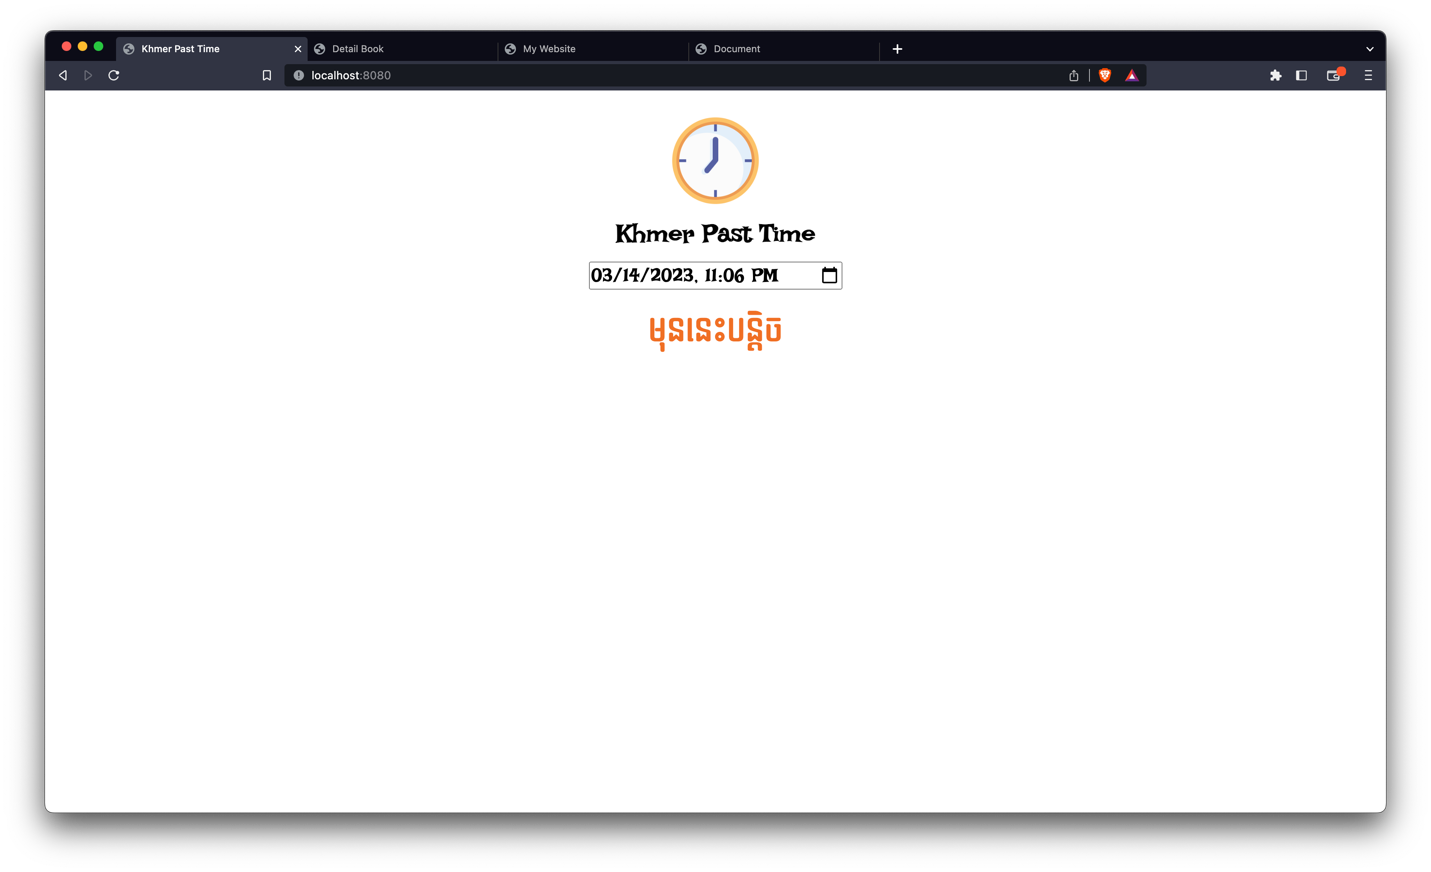 Khmer Past Time
Detail Book
My Website
Document
localhost:8080
Khmer Past Time
03/14/2023, 11:06 PM
មុននេះបន្តិច